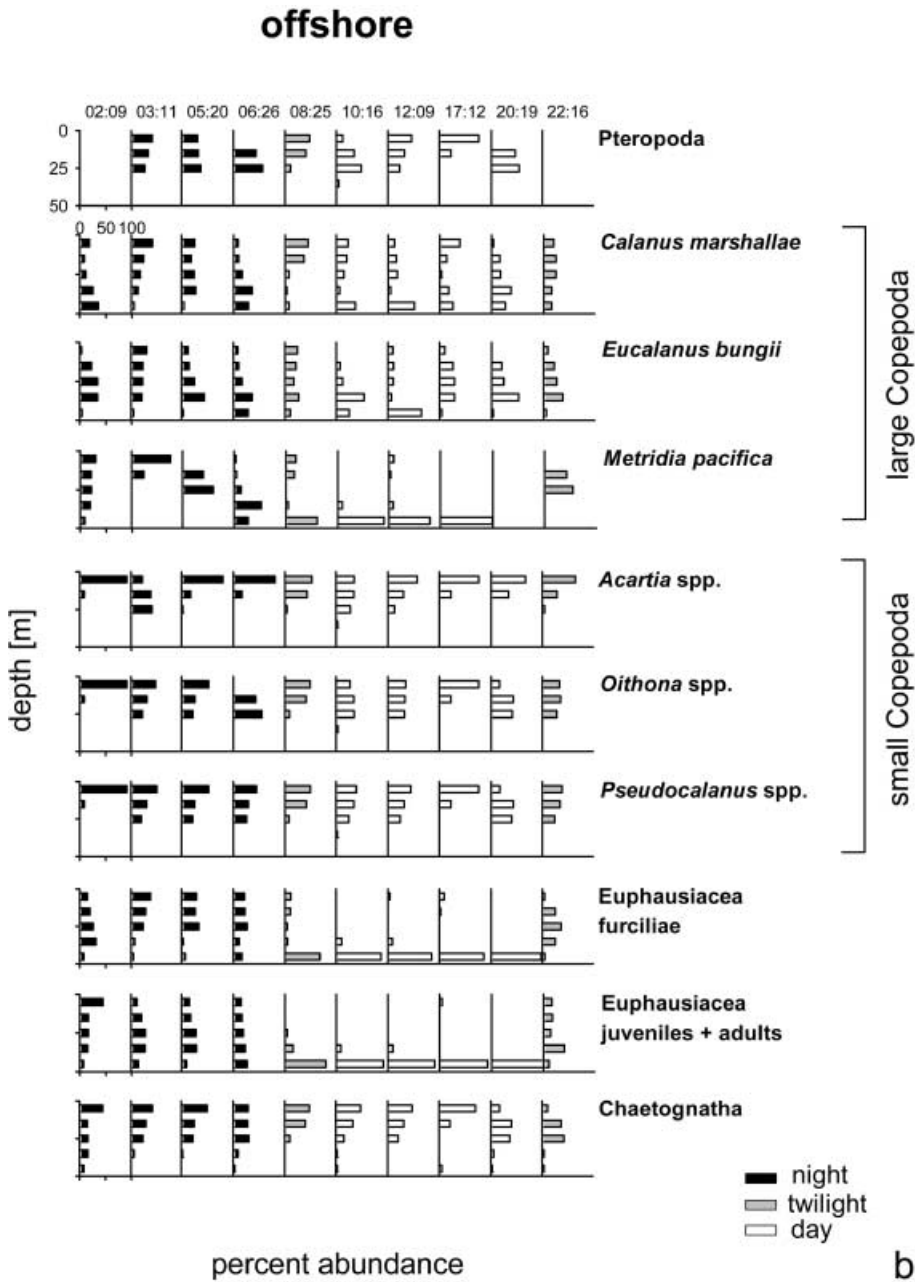 offshore
02:09 03:11 05:20 06:26 08:25 10:16 12:09 17:12 20:19 22:16
0
25
50
Pteropoda
0 50 100
Calanus marshallae
Eucalanus bungii
Metridia pacifica
large Copepoda
Acartia spp.
Oithona spp.
Pseudocalanus spp.
small Copepoda
depth [m]
Euphausiacea
furciliae
Euphausiacea
juveniles + adults
Chaetognatha
night
twilight
day
percent abundance
b